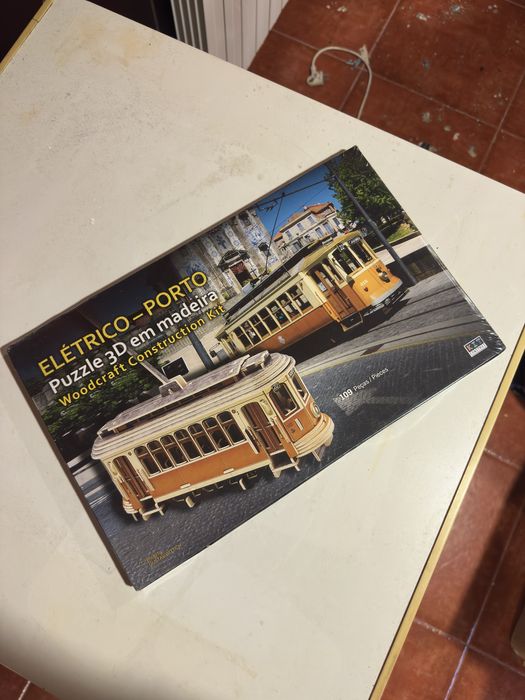 ELÉTRICO – PORTO
Puzzle 3D em madeira
Woodcraft Construction Kit
109 Peças / Pieces